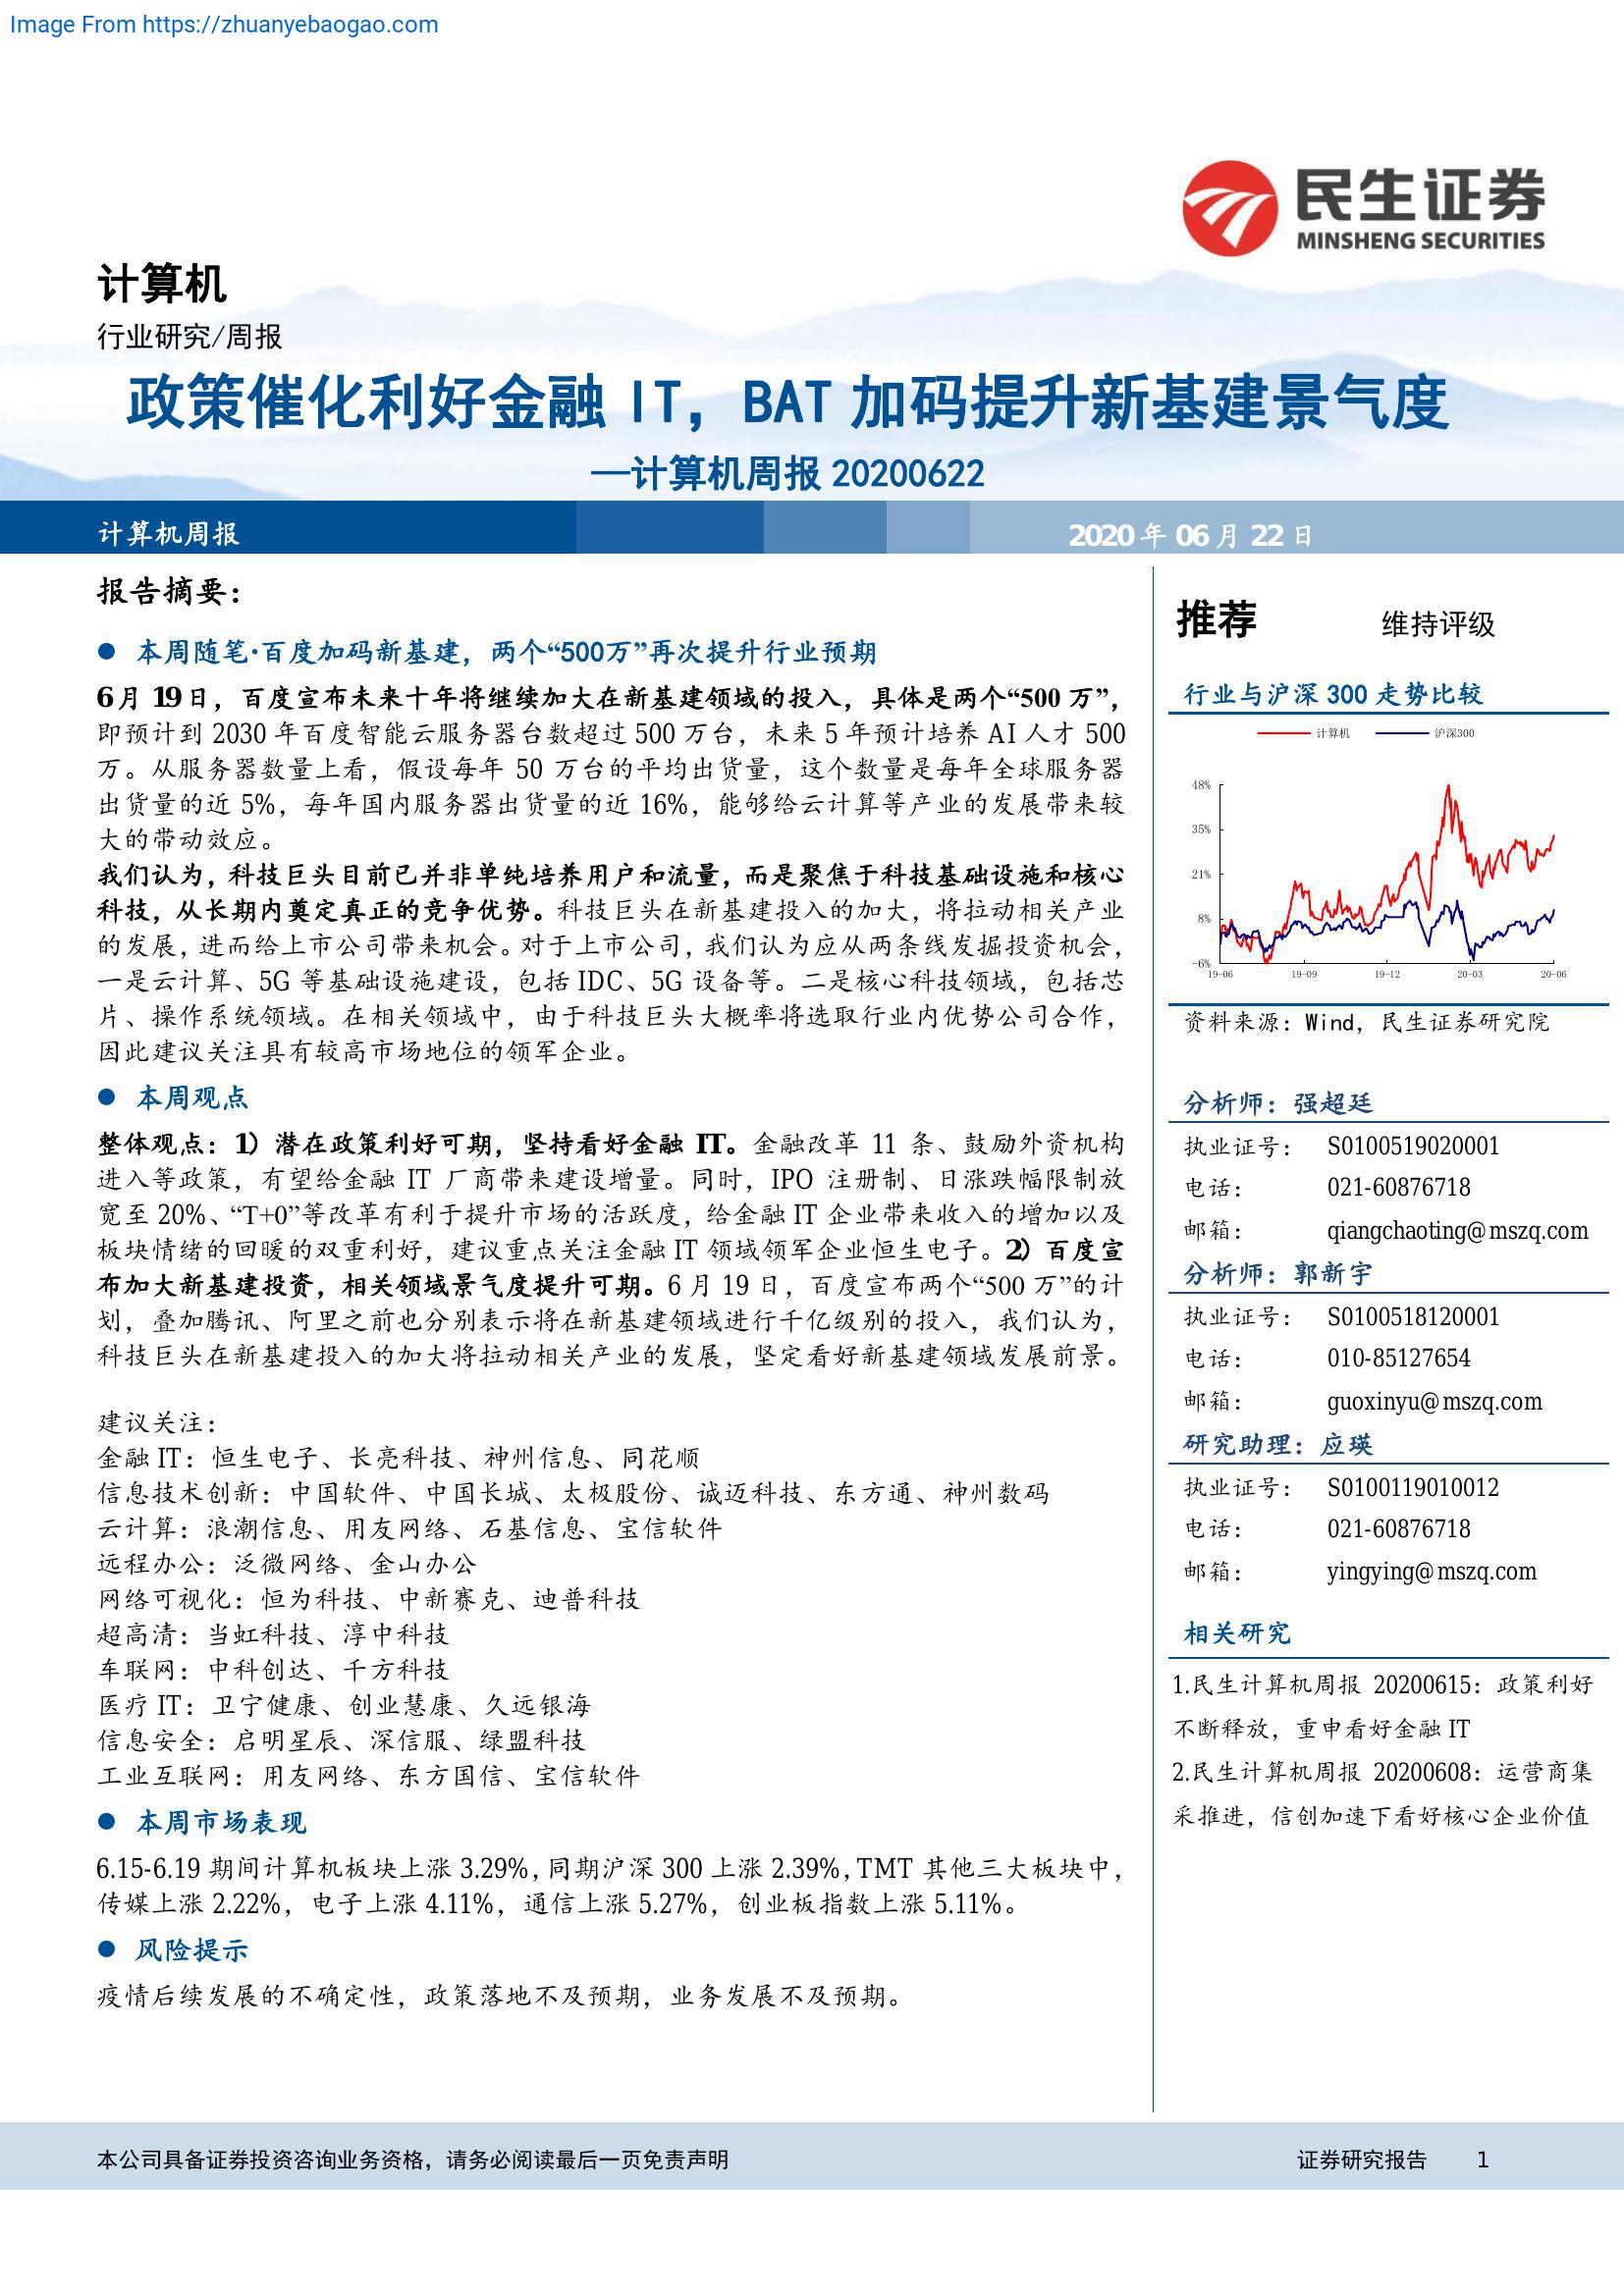 Image From https://zhuanyebaogao.com
民生证券
MINSHENG SECURITIES
计算机
行业研究/周报
政策催化利好金融 IT，BAT 加码提升新基建景气度
—计算机周报 20200622
计算机周报
2020 年 06 月 22 日
报告摘要：
● 本周随笔·百度加码新基建，两个“500万”再次提升行业预期
6 月 19 日，百度宣布未来十年将继续加大在新基建领域的投入，具体是两个“500 万”，
即预计到 2030 年百度智能云服务器台数超过 500 万台，未来 5 年预计培养 AI 人才 500
万。从服务器数量上看，假设每年 50 万台的平均出货量，这个数量是每年全球服务器
出货量的近 5%，每年国内服务器出货量的近 16%，能够给云计算等产业的发展带来较
大的带动效应。
我们认为，科技巨头目前已并非单纯培养用户和流量，而是聚焦于科技基础设施和核心
科技，从长期内奠定真正的竞争优势。科技巨头在新基建投入的加大，将拉动相关产业
的发展，进而给上市公司带来机会。对于上市公司，我们认为应从两条线发掘投资机会，
一是云计算、5G 等基础设施建设，包括 IDC、5G 设备等。二是核心科技领域，包括芯
片、操作系统领域。在相关领域中，由于科技巨头大概率将选取行业内优势公司合作，
因此建议关注具有较高市场地位的领军企业。
● 本周观点
整体观点：1）潜在政策利好可期，坚持看好金融 IT。金融改革 11 条、鼓励外资机构
进入等政策，有望给金融 IT 厂商带来建设增量。同时，IPO 注册制、日涨跌幅限制放
宽至 20%、“T+0”等改革有利于提升市场的活跃度，给金融 IT 企业带来收入的增加以及
板块情绪的回暖的双重利好，建议重点关注金融 IT 领域领军企业恒生电子。2）百度宣
布加大新基建投资，相关领域景气度提升可期。6 月 19 日，百度宣布两个“500 万”的计
划，叠加腾讯、阿里之前也分别表示将在新基建领域进行千亿级别的投入，我们认为，
科技巨头在新基建投入的加大将拉动相关产业的发展，坚定看好新基建领域发展前景。
建议关注：
金融 IT：恒生电子、长亮科技、神州信息、同花顺
信息技术创新：中国软件、中国长城、太极股份、诚迈科技、东方通、神州数码
云计算：浪潮信息、用友网络、石基信息、宝信软件
远程办公：泛微网络、金山办公
网络可视化：恒为科技、中新赛克、迪普科技
超高清：当虹科技、淳中科技
车联网：中科创达、千方科技
医疗 IT：卫宁健康、创业慧康、久远银海
信息安全：启明星辰、深信服、绿盟科技
工业互联网：用友网络、东方国信、宝信软件
● 本周市场表现
6.15-6.19 期间计算机板块上涨 3.29%，同期沪深 300 上涨 2.39%，TMT 其他三大板块中，
传媒上涨 2.22%，电子上涨 4.11%，通信上涨 5.27%，创业板指数上涨 5.11%。
● 风险提示
疫情后续发展的不确定性，政策落地不及预期，业务发展不及预期。
推荐 维持评级
行业与沪深 300 走势比较
计算机 沪深300
48%
35%
21%
8%
-6%
19-06 19-09 19-12 20-03 20-06
资料来源：Wind，民生证券研究院
分析师：强超廷
执业证号： S0100519020001
电话： 021-60876718
邮箱： qiangchaoting@mszq.com
分析师：郭新宇
执业证号： S0100518120001
电话： 010-85127654
邮箱： guoxinyu@mszq.com
研究助理：应瑛
执业证号： S0100119010012
电话： 021-60876718
邮箱： yingying@mszq.com
相关研究
1.民生计算机周报 20200615：政策利好
不断释放，重申看好金融 IT
2.民生计算机周报 20200608：运营商集
采推进，信创加速下看好核心企业价值
本公司具备证券投资咨询业务资格，请务必阅读最后一页免责声明
证券研究报告 1